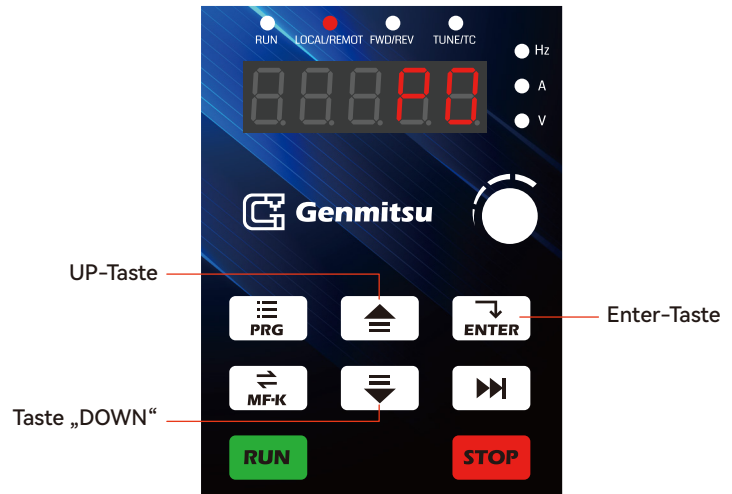 RUN LOCAL/REMOT FWD/REV TUNE/TC
Hz
A
V
P0
Genmitsu
UP-Taste
PRG
ENTER
Enter-Taste
MF·K
Taste „DOWN“
RUN
STOP